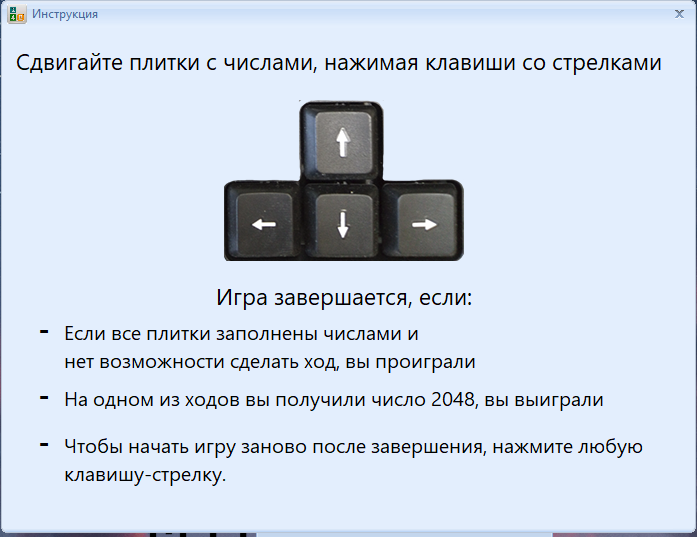 Инструкция
Сдвигайте плитки с числами, нажимая клавиши со стрелками
Игра завершается, если:
- Если все плитки заполнены числами и
нет возможности сделать ход, вы проиграли
- На одном из ходов вы получили число 2048, вы выиграли
- Чтобы начать игру заново после завершения, нажмите любую
клавишу-стрелку.